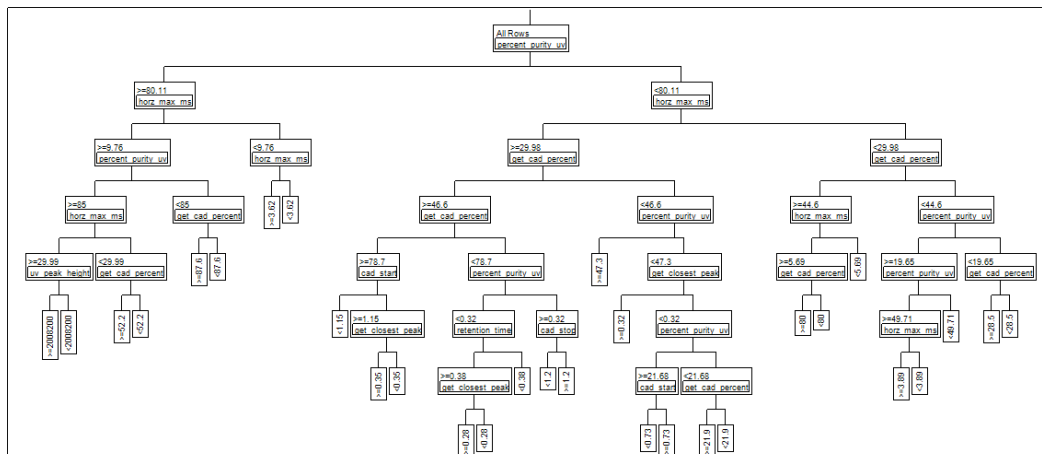 All Rows
percent_purity_uv
>=80.11
horz_max_ms
<80.11
horz_max_ms
>=9.76
percent_purity_uv
<9.76
horz_max_ms
>=29.98
get_cad_percent
<29.98
get_cad_percent
>=85
horz_max_ms
<85
get_cad_percent
>=3.62
<3.62
>=46.6
get_cad_percent
<46.6
percent_purity_uv
>=44.6
horz_max_ms
<44.6
percent_purity_uv
>=29.99
uv_peak_height
<29.99
get_cad_percent
>=87.6
<87.6
>=78.7
cad_start
<78.7
percent_purity_uv
>=47.3
<47.3
get_closest_peak
>=5.69
get_cad_percent
<5.69
>=19.65
percent_purity_uv
<19.65
get_cad_percent
>=2008200
<2008200
>=52.2
<52.2
<1.15
>=1.15
get_closest_peak
<0.32
retention_time
>=0.32
cad_stop
>=0.32
<0.32
percent_purity_uv
>=80
<80
>=49.71
horz_max_ms
<49.71
>=28.5
<28.5
>=0.35
<0.35
>=0.38
get_closest_peak
<0.38
<1.2
>=1.2
>=21.68
cad_start
<21.68
get_cad_percent
>=3.89
<3.89
>=0.28
<0.28
<0.73
>=0.73
>=21.9
<21.9